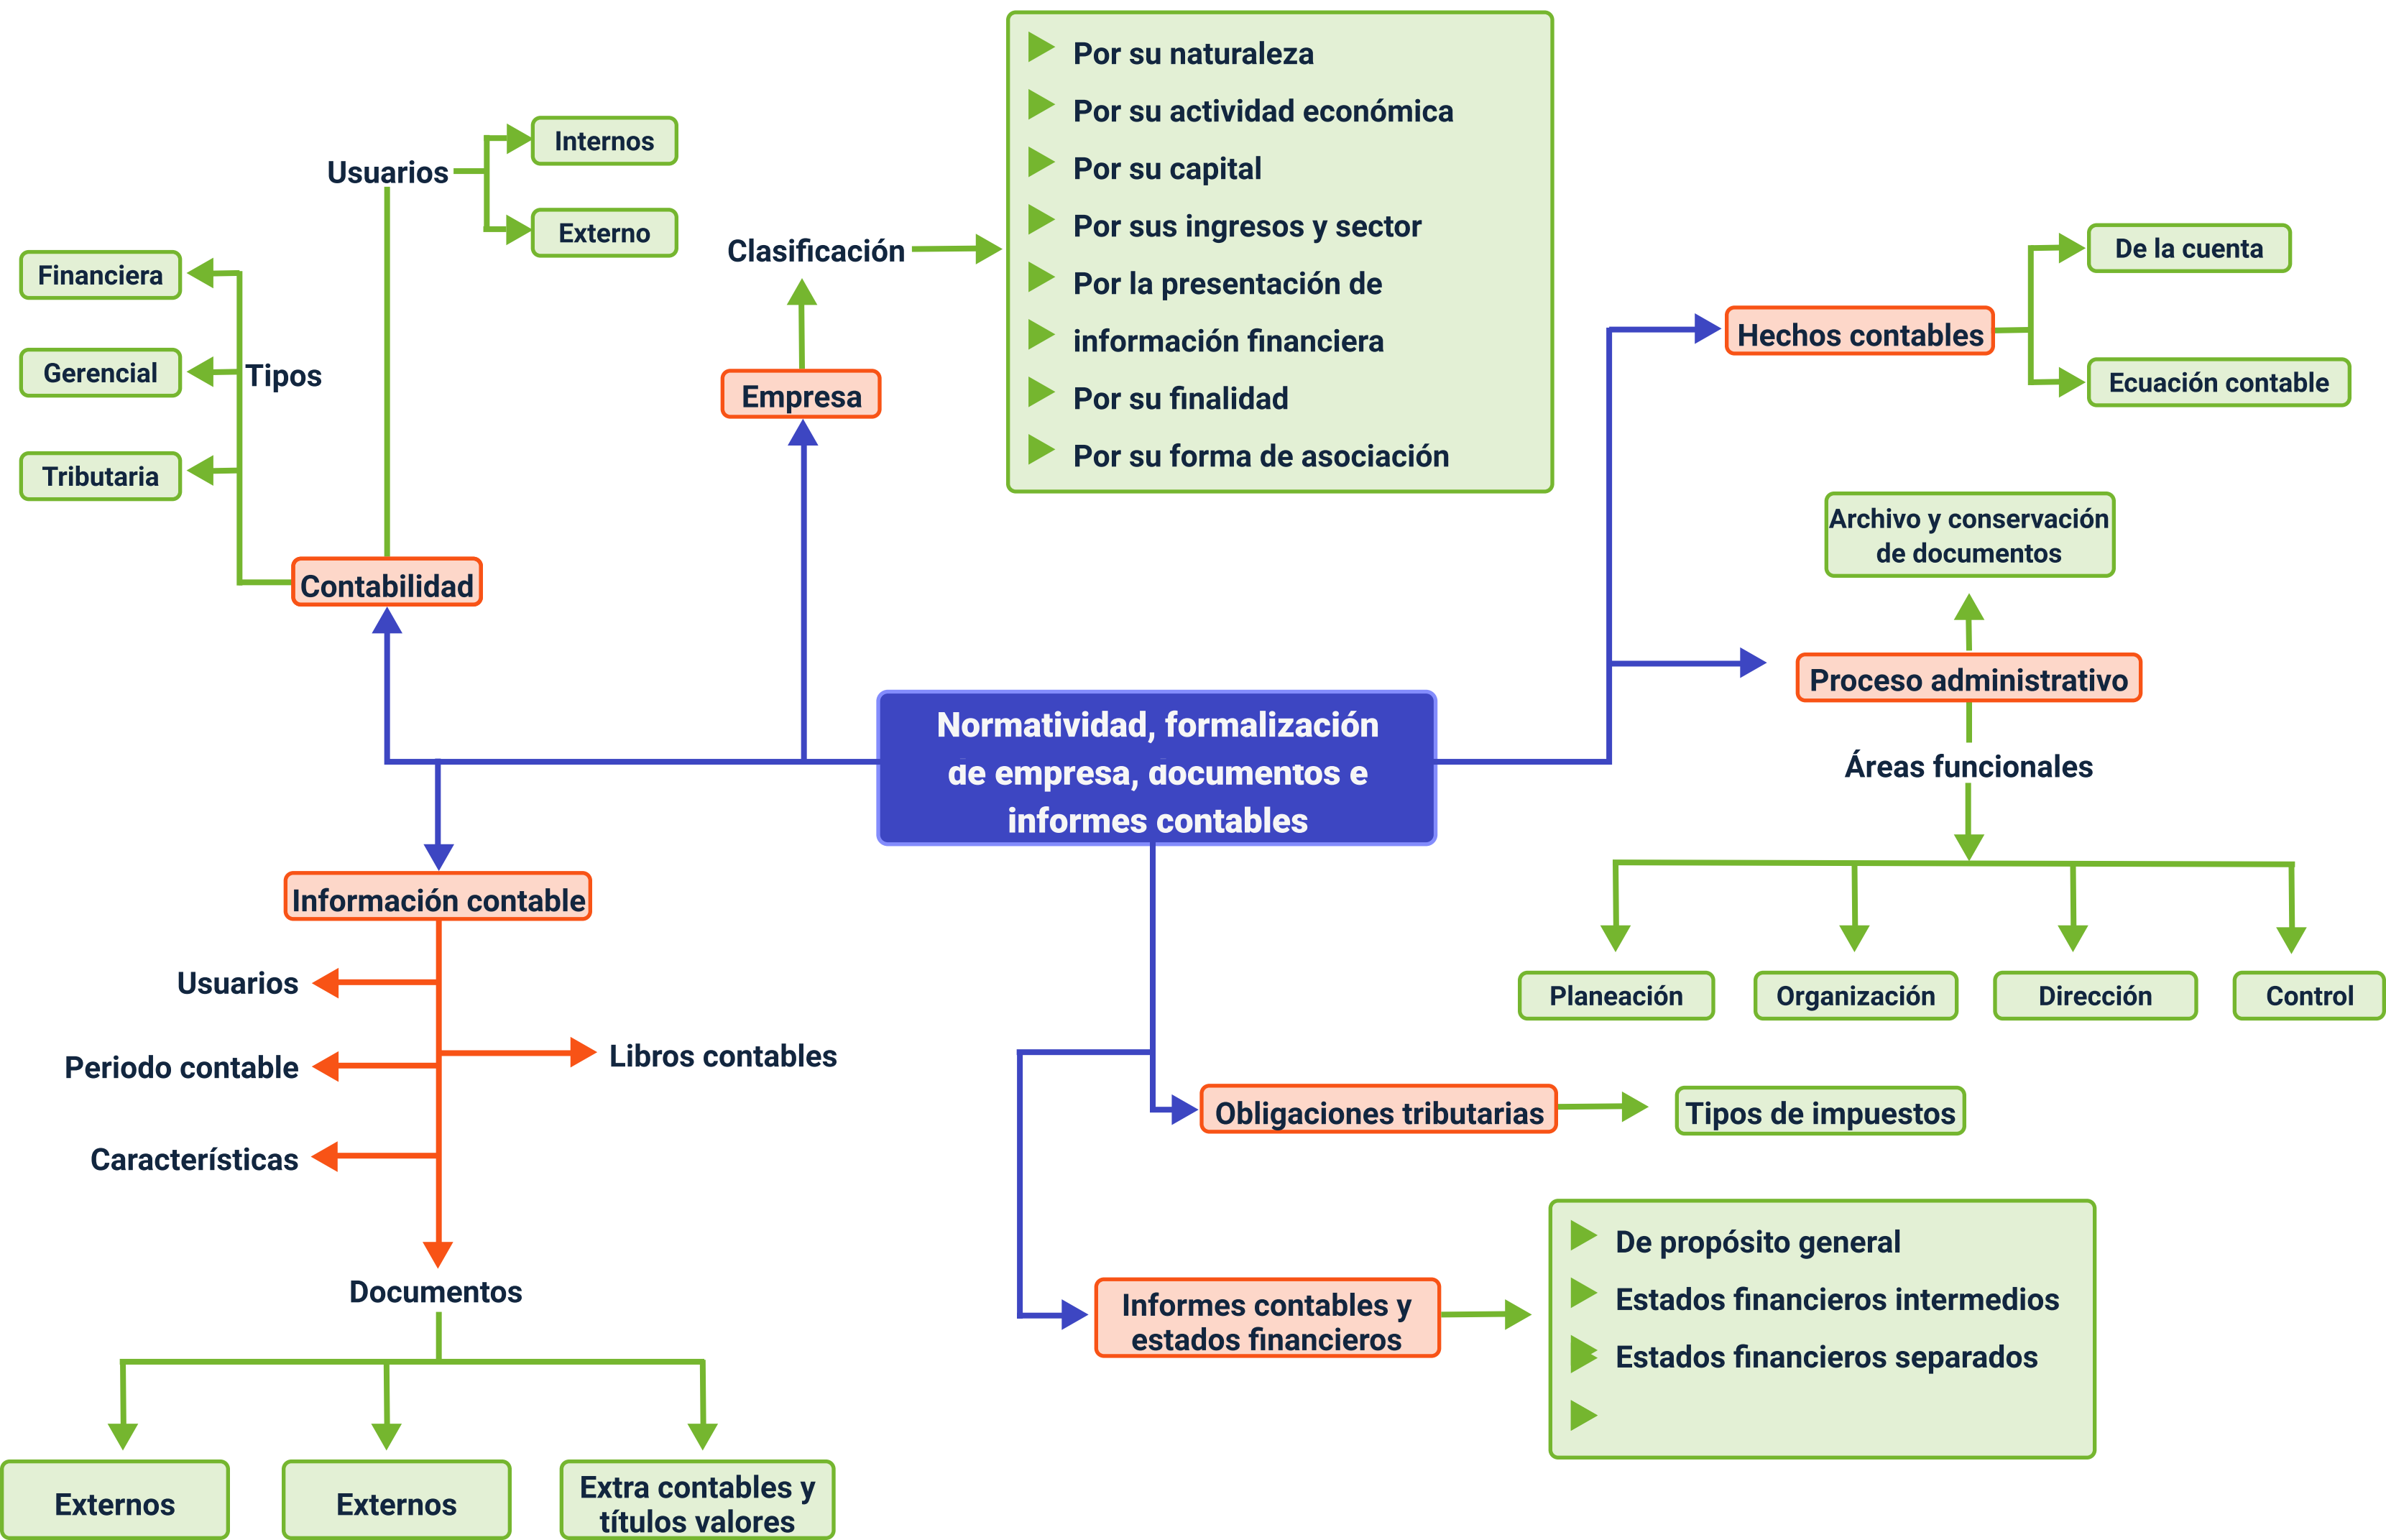 Por su naturaleza
Por su actividad económica
Por su capital
Por sus ingresos y sector
Por la presentación de
información financiera
Por su finalidad
Por su forma de asociación
Clasificación
Empresa
Internos
Externo
Usuarios
Financiera
Gerencial
Tributaria
Tipos
Contabilidad
Hechos contables
De la cuenta
Ecuación contable
Archivo y conservación
de documentos
Proceso administrativo
Áreas funcionales
Planeación
Organización
Dirección
Control
Normatividad, formalización
de empresa, documentos e
informes contables
Información contable
Usuarios
Periodo contable
Características
Libros contables
Documentos
Externos
Externos
Extra contables y
títulos valores
Obligaciones tributarias
Tipos de impuestos
Informes contables y
estados financieros
De propósito general
Estados financieros intermedios
Estados financieros separados